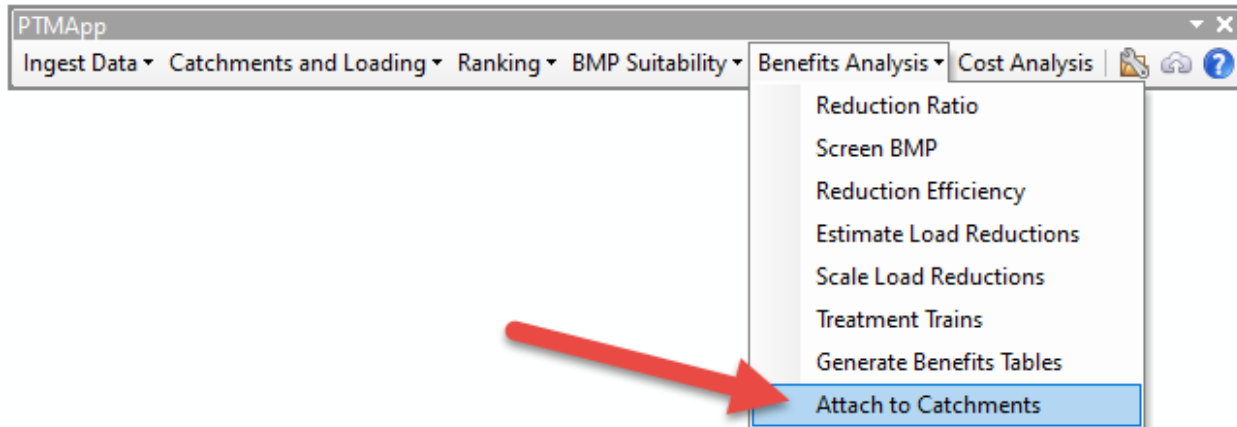 PTMApp
Ingest Data Catchments and Loading Ranking BMP Suitability Benefits Analysis Cost Analysis
Reduction Ratio
Screen BMP
Reduction Efficiency
Estimate Load Reductions
Scale Load Reductions
Treatment Trains
Generate Benefits Tables
Attach to Catchments